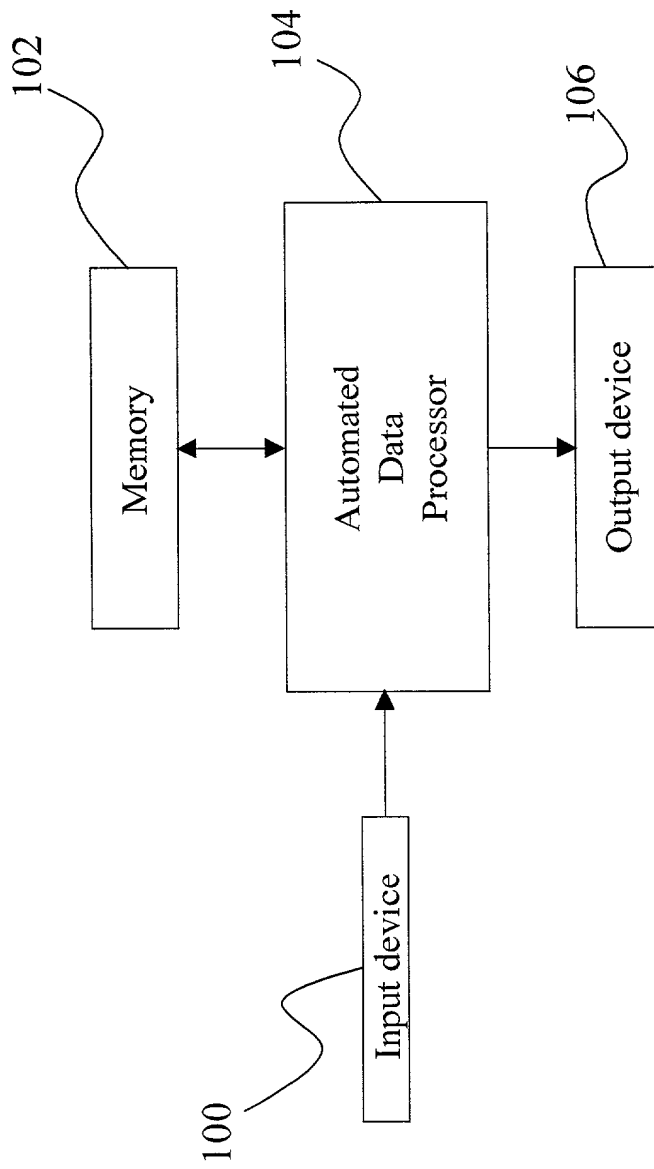 102
Memory
104
Automated
Data
Processor
100
Input device
106
Output device